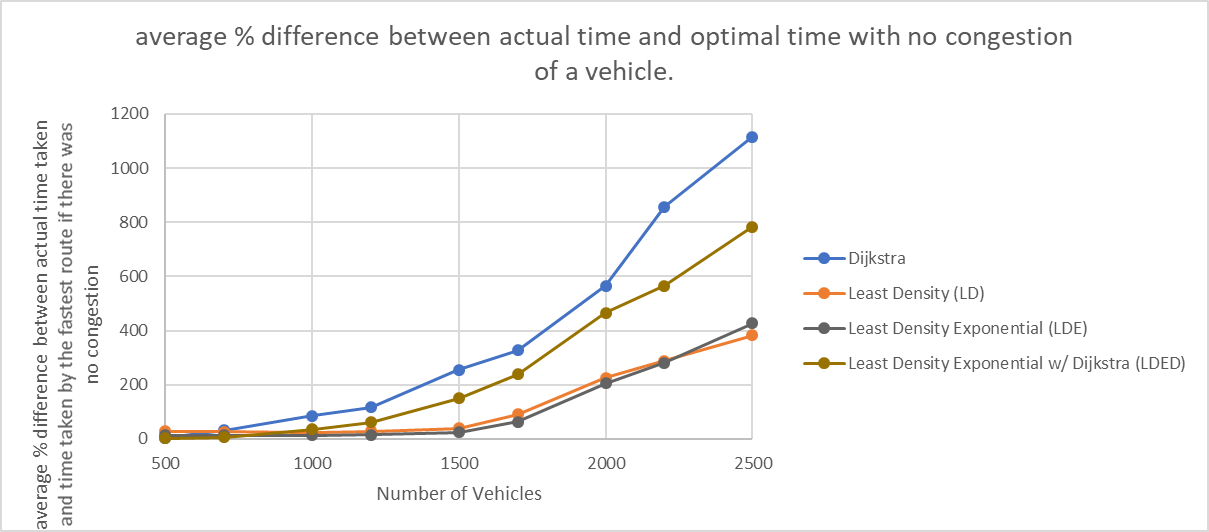 average % difference between actual time and optimal time with no congestion
of a vehicle.
average % difference between actual time taken
and time taken by the fastest route if there was
no congestion
1200
1000
800
600
400
200
0
500
1000
1500
2000
2500
Number of Vehicles
Dijkstra
Least Density (LD)
Least Density Exponential (LDE)
Least Density Exponential w/ Dijkstra (LDED)